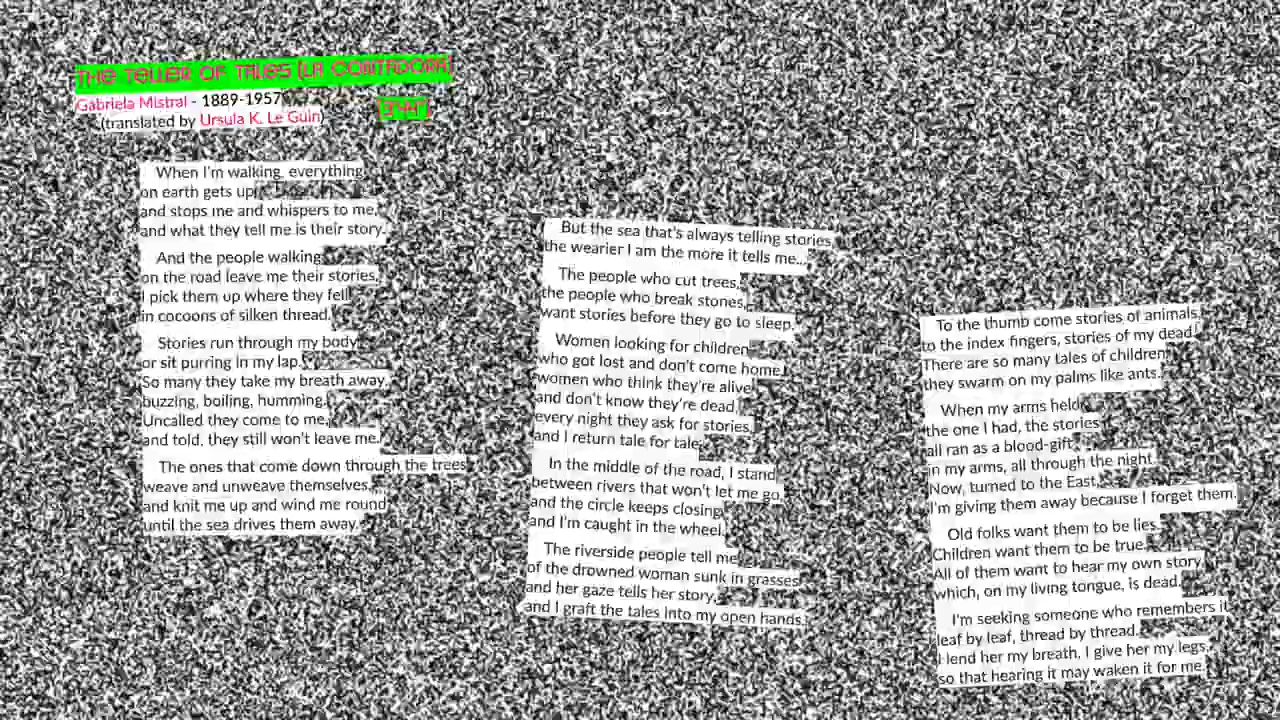 THE TELLER OF TALES (LA CONTADORA)
Gabriela Mistral - 1889-1957
(translated by Ursula K. Le Guin)
3'44"
When I'm walking, everything
on earth gets up
and stops me and whispers to me,
and what they tell me is their story.
And the people walking
on the road leave me their stories,
I pick them up where they fell
in cocoons of silken thread.
Stories run through my body
or sit purring in my lap.
So many they take my breath away,
buzzing, boiling, humming.
Uncalled they come to me,
and told, they still won't leave me.
The ones that come down through the trees
weave and unweave themselves,
and knit me up and wind me round
until the sea drives them away.
But the sea that's always telling stories,
the wearier I am the more it tells me...
The people who cut trees,
the people who break stones,
want stories before they go to sleep.
Women looking for children
who got lost and don't come home,
women who think they're alive
and don't know they're dead,
every night they ask for stories,
and I return tale for tale.
In the middle of the road, I stand
between rivers that won't let me go,
and the circle keeps closing
and I'm caught in the wheel.
The riverside people tell me
of the drowned woman sunk in grasses
and her gaze tells her story,
and I graft the tales into my open hands.
To the thumb come stories of animals,
to the index fingers, stories of my dead.
There are so many tales of children
they swarm on my palms like ants.
When my arms held
the one I had, the stories
all ran as a blood-gift
in my arms, all through the night.
Now, turned to the East,
I'm giving them away because I forget them.
Old folks want them to be lies.
Children want them to be true.
All of them want to hear my own story,
which, on my living tongue, is dead.
I'm seeking someone who remembers it
leaf by leaf, thread by thread.
I lend her my breath, I give her my legs,
so that hearing it may waken it for me.